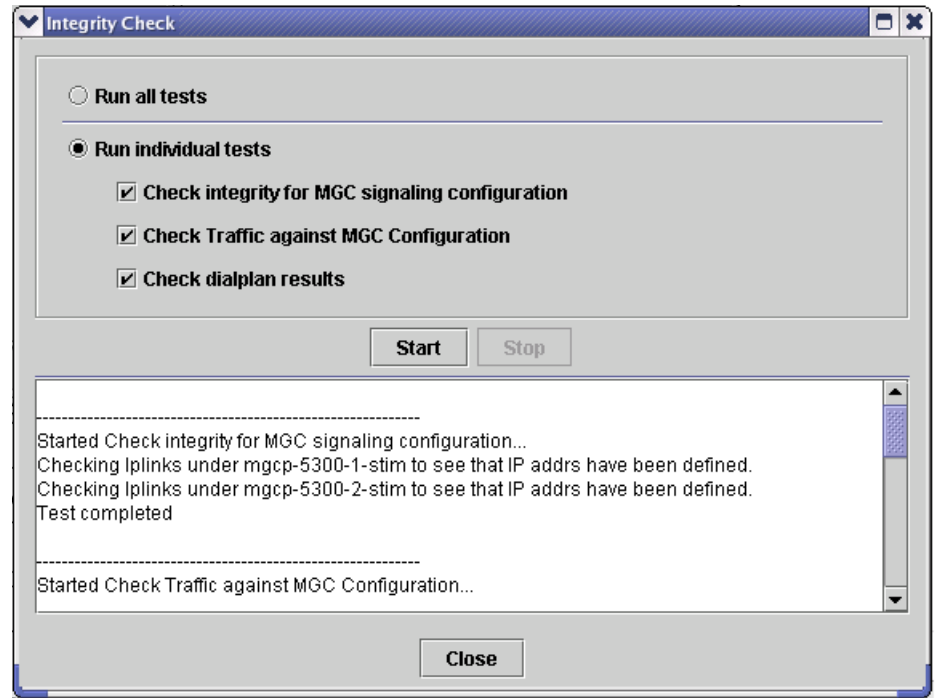 Integrity Check
Run all tests
Run individual tests
Check integrity for MGC signaling configuration
Check Traffic against MGC Configuration
Check dialplan results
Start
Stop
------------------------------------------------------------
Started Check integrity for MGC signaling configuration...
Checking Iplinks under mgcp-5300-1-stim to see that IP addrs have been defined.
Checking Iplinks under mgcp-5300-2-stim to see that IP addrs have been defined.
Test completed
------------------------------------------------------------
Started Check Traffic against MGC Configuration...
Close